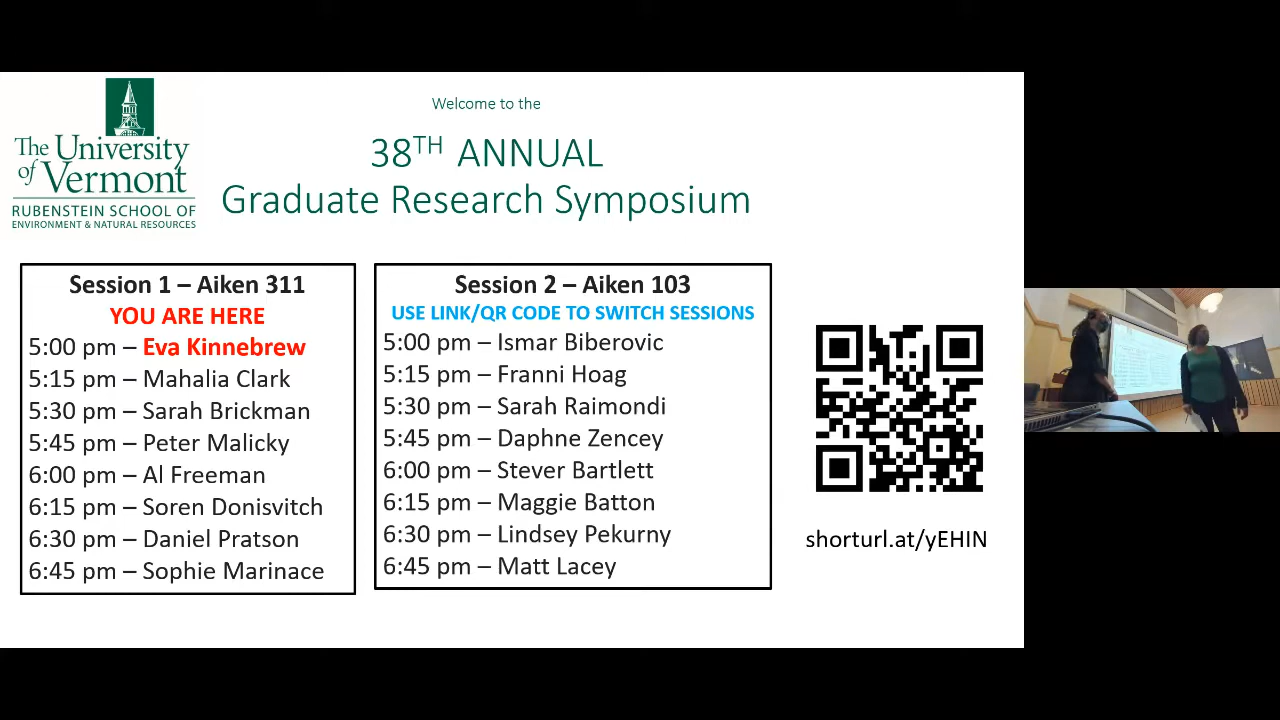 The University
of Vermont
RUBENSTEIN SCHOOL OF
ENVIRONMENT & NATURAL RESOURCES
Welcome to the
38TH ANNUAL
Graduate Research Symposium
Session 1 – Aiken 311
YOU ARE HERE
5:00 pm – Eva Kinnebrew
5:15 pm – Mahalia Clark
5:30 pm – Sarah Brickman
5:45 pm – Peter Malicky
6:00 pm – Al Freeman
6:15 pm – Soren Donisvitch
6:30 pm – Daniel Pratson
6:45 pm – Sophie Marinace
Session 2 – Aiken 103
USE LINK/QR CODE TO SWITCH SESSIONS
5:00 pm – Ismar Biberovic
5:15 pm – Franni Hoag
5:30 pm – Sarah Raimondi
5:45 pm – Daphne Zencey
6:00 pm – Stever Bartlett
6:15 pm – Maggie Batton
6:30 pm – Lindsey Pekurny
6:45 pm – Matt Lacey
shorturl.at/yEHIN